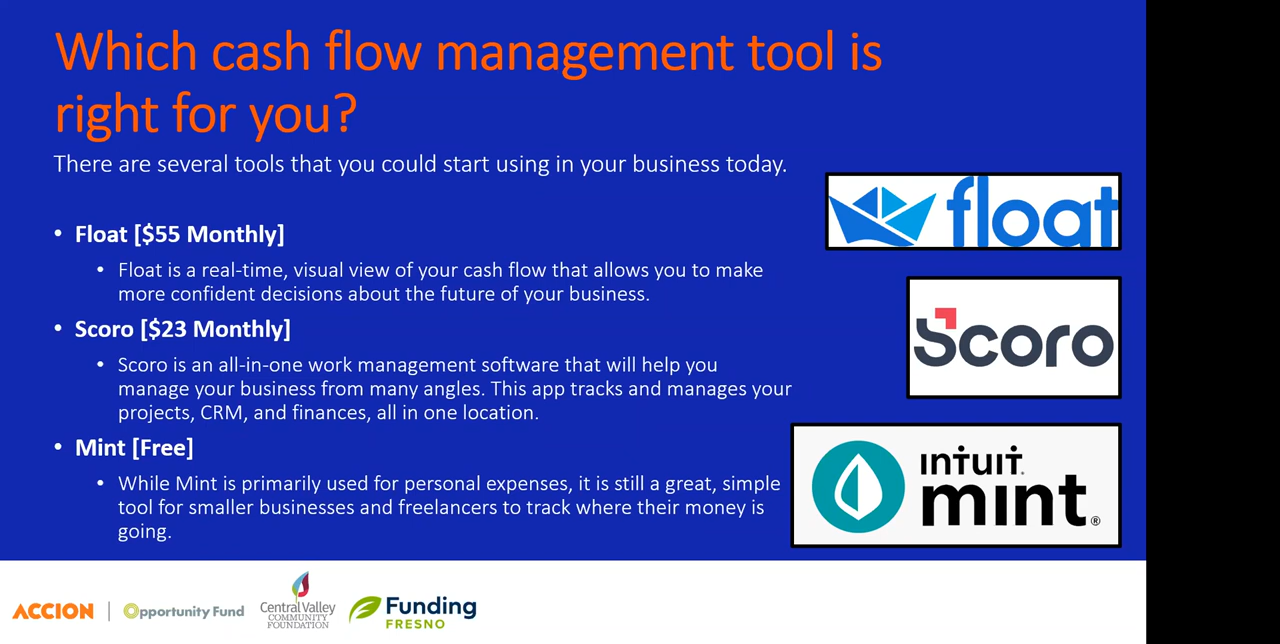 Which cash flow management tool is
right for you?
There are several tools that you could start using in your business today.
• Float [$55 Monthly]
• Float is a real-time, visual view of your cash flow that allows you to make
more confident decisions about the future of your business.
• Scoro [$23 Monthly]
• Scoro is an all-in-one work management software that will help you
manage your business from many angles. This app tracks and manages your
projects, CRM, and finances, all in one location.
• Mint [Free]
• While Mint is primarily used for personal expenses, it is still a great, simple
tool for smaller businesses and freelancers to track where their money is
going.
float
Scoro
intuit
mint®
ACCION | Opportunity Fund
Central Valley
COMMUNITY
FOUNDATION
Funding
FRESNO